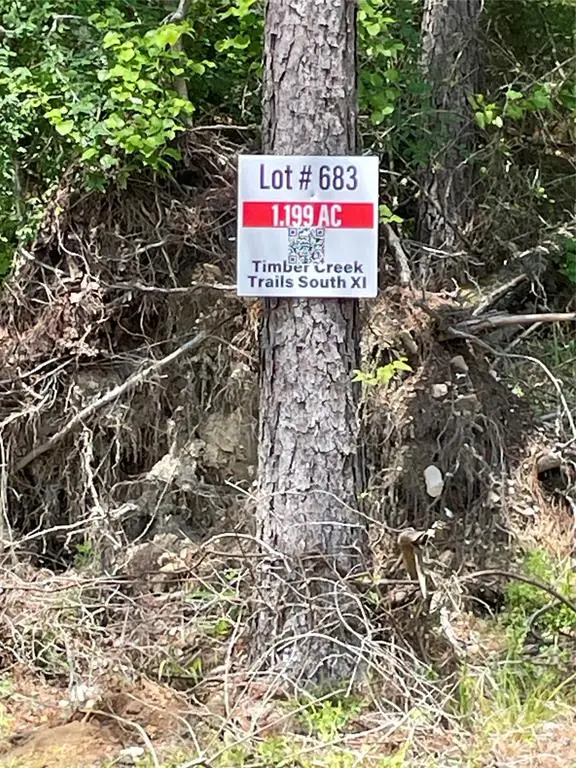 Lot # 683
1.199 AC
Timber Creek
Trails South XI